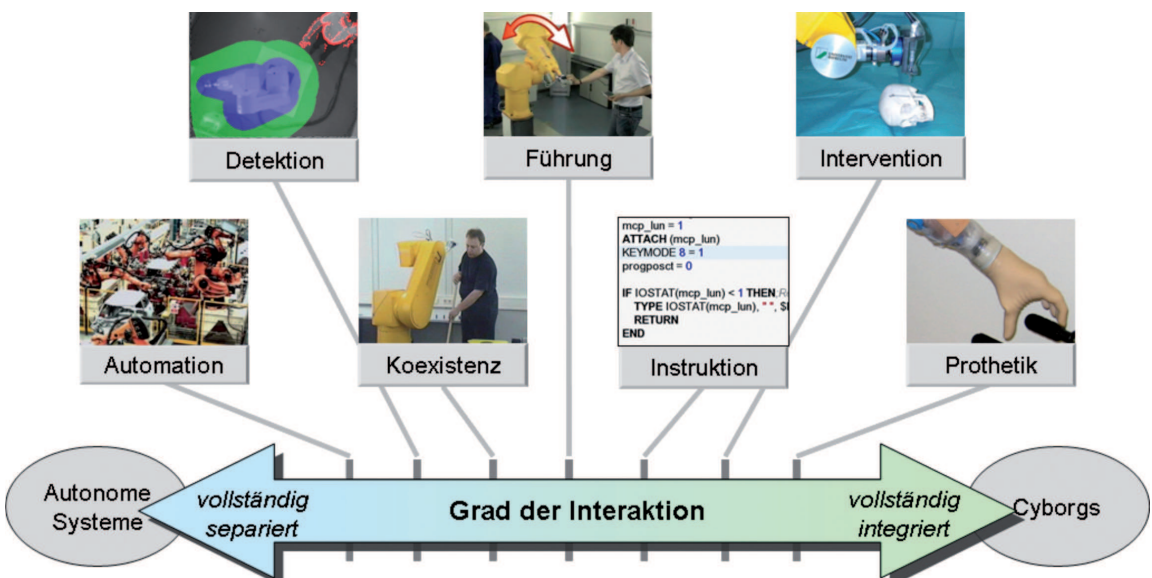 Detektion
Führung
Intervention
mcp_lun = 1
ATTACH (mcp_lun)
KEYMODE 8 = 1
progposct = 0
IF IOSTAT(mcp_lun) < 1 THEN
TYPE IOSTAT(mcp_lun), " ",
RETURN
END
Automation
Koexistenz
Instruktion
Prothetik
Autonome
Systeme
vollständig
separiert
Grad der Interaktion
vollständig
integriert
Cyborgs